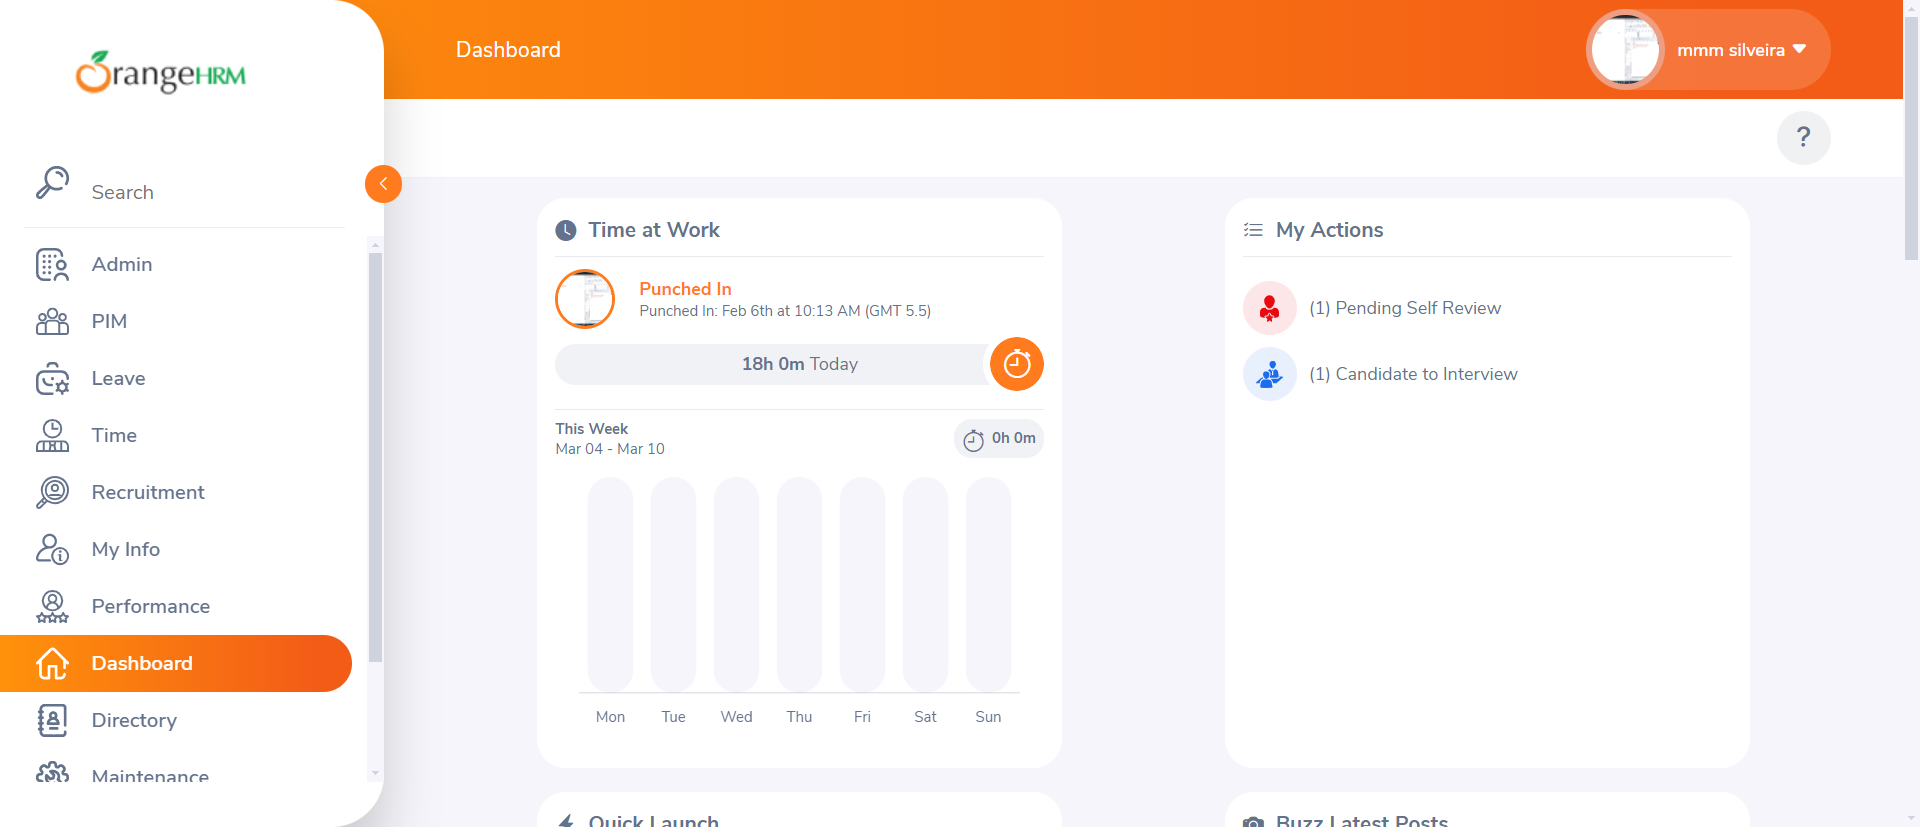 OrangeHRM
Search
Admin
PIM
Leave
Time
Recruitment
My Info
Performance
Dashboard
Directory
Maintenance
Dashboard
mmm silveira
?
Time at Work
Punched In
Punched In: Feb 6th at 10:13 AM (GMT 5.5)
18h 0m Today
This Week
Mar 04 - Mar 10
0h 0m
Mon Tue Wed Thu Fri Sat Sun
My Actions
(1) Pending Self Review
(1) Candidate to Interview
Quick Launch
Buzz Latest Posts